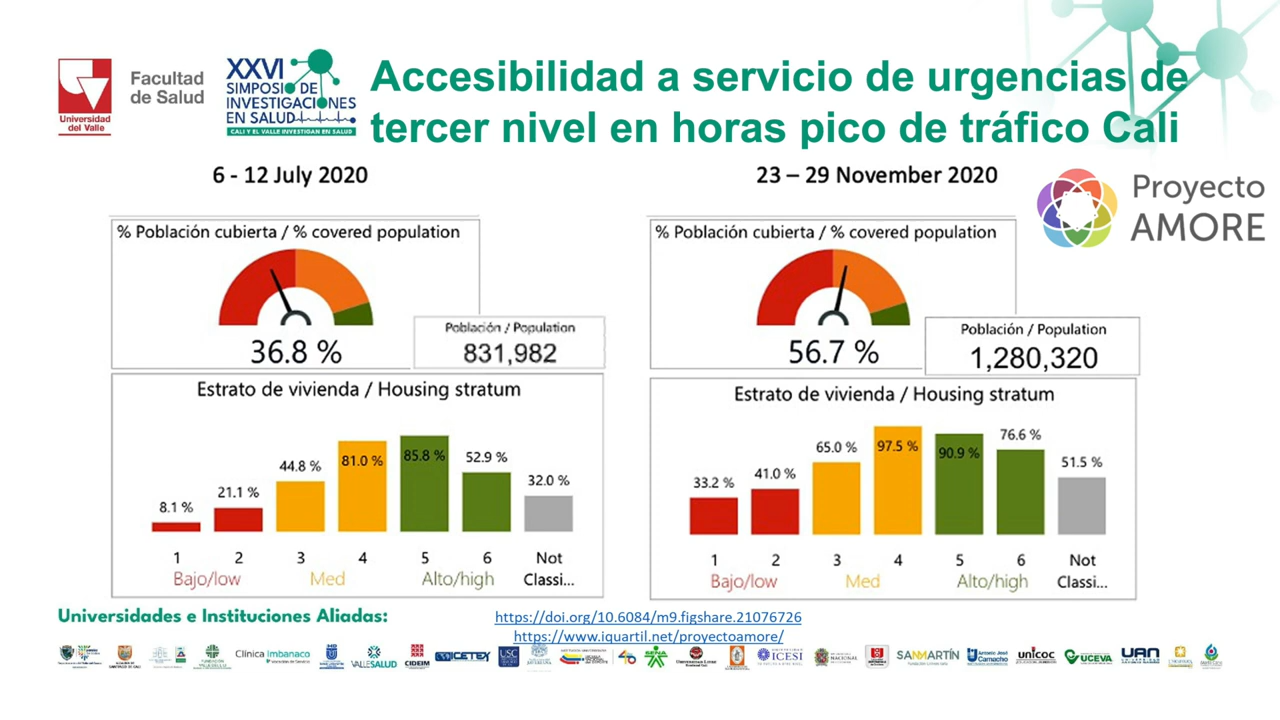 Universidad
del Valle
Facultad
de Salud
XXVI
SIMPOSIO DE
INVESTIGACIONES
EN SALUD
CALI Y EL VALLE INVESTIGAN EN SALUD
Accesibilidad a servicio de urgencias de
tercer nivel en horas pico de tráfico Cali
Proyecto
AMORE
6 - 12 July 2020
% Población cubierta / % covered population
36.8 %
Población / Population
831,982
Estrato de vivienda / Housing stratum
8.1 %
21.1 %
44.8 %
81.0 %
85.8 %
52.9 %
32.0 %
1 2 3 4 5 6 Not
Bajo/low Med Alto/high Classi...
23 – 29 November 2020
% Población cubierta / % covered population
56.7 %
Población / Population
1,280,320
Estrato de vivienda / Housing stratum
33.2 %
41.0 %
65.0 %
97.5 %
90.9 %
76.6 %
51.5 %
1 2 3 4 5 6 Not
Bajo/low Med Alto/high Classi...
Universidades e Instituciones Aliadas:
https://doi.org/10.6084/m9.figshare.21076726
https://www.iquartil.net/proyectoamore/
Clínica Imbanaco
VALLESALUD
CIDEIM
ICETEX
USC
SENA
ICESI
SANMARTÍN
Antonio José
Camacho
unicoc
UCEVA
UAN